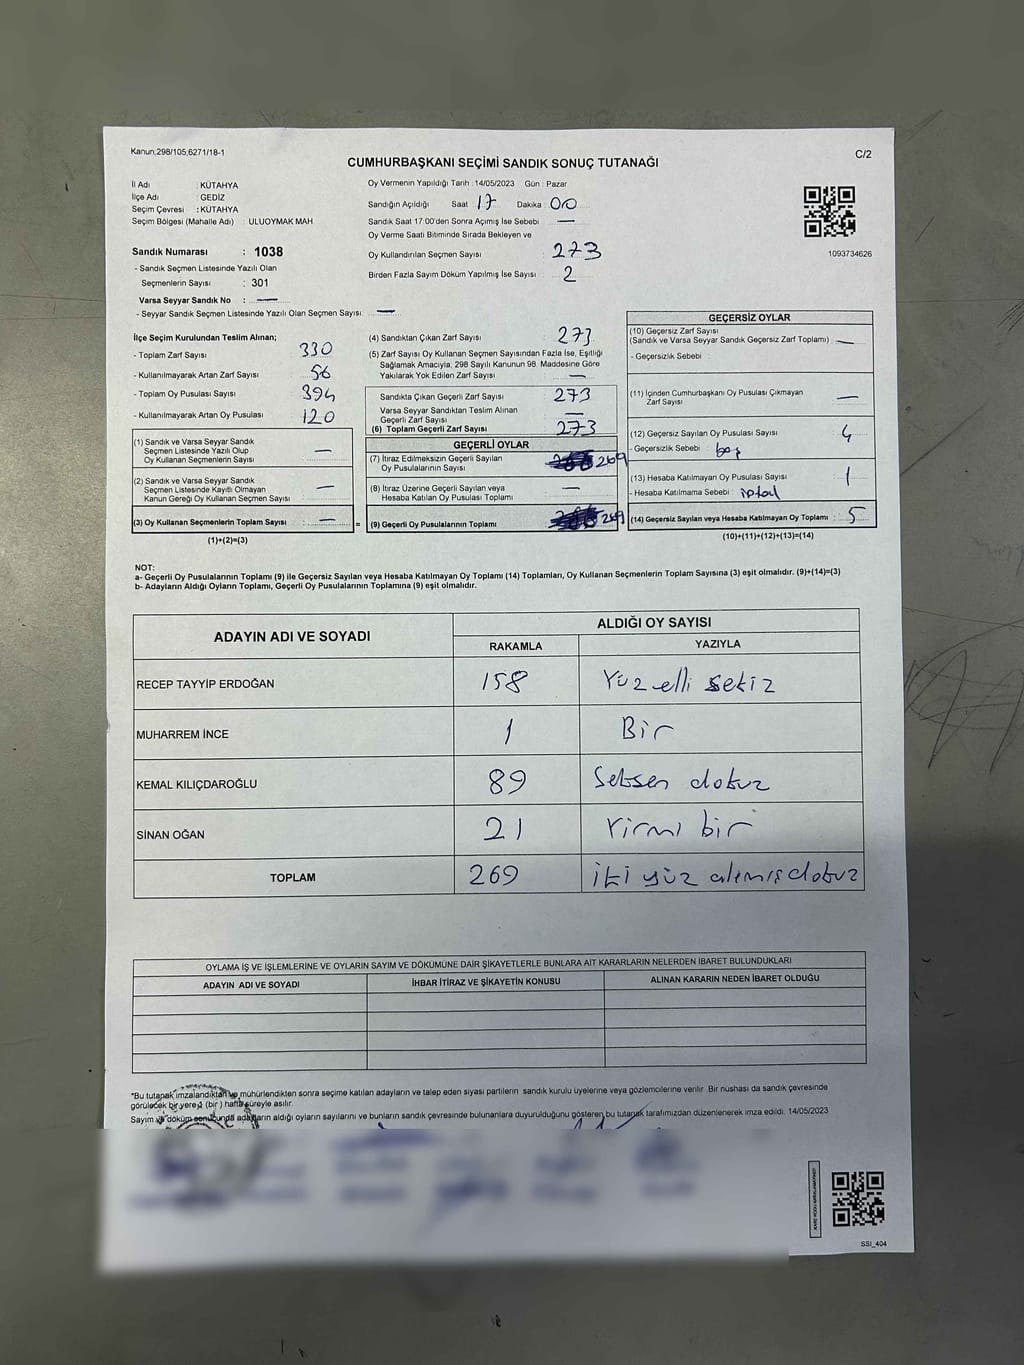 Kanun,298/105,6271/18-1
C/2
CUMHURBAŞKANI SEÇİMİ SANDIK SONUÇ TUTANAĞI
İl Adı : KÜTAHYA
İlçe Adı : GEDİZ
Seçim Çevresi : KÜTAHYA
Seçim Bölgesi (Mahalle Adı) : ULUOYMAK MAH
Sandık Numarası : 1038
- Sandık Seçmen Listesinde Yazılı Olan
Seçmenlerin Sayısı : 301
Varsa Seyyar Sandık No : —
- Seyyar Sandık Seçmen Listesinde Yazılı Olan Seçmen Sayısı: —
Oy Vermenin Yapıldığı Tarih :14/05/2023 Gün : Pazar
Sandığın Açıldığı Saat 17 Dakika 00
Sandık Saat 17:00'den Sonra Açımış İse Sebebi : —
Oy Verme Saati Bitiminde Sırada Bekleyen ve
Oy Kullandırılan Seçmen Sayısı : 273
Birden Fazla Sayım Döküm Yapılmış İse Sayısı : 2
1093734626
İlçe Seçim Kurulundan Teslim Alınan;
- Toplam Zarf Sayısı : 330
- Kullanılmayarak Artan Zarf Sayısı : 56
- Toplam Oy Pusulası Sayısı : 394
- Kullanılmayarak Artan Oy Pusulası : 120
(1) Sandık ve Varsa Seyyar Sandık
Seçmen Listesinde Yazılı Olup
Oy Kullanan Seçmenlerin Sayısı : —
(2) Sandık ve Varsa Seyyar Sandık
Seçmen Listesinde Kayıtlı Olmayan
Kanun Gereği Oy Kullanan Seçmen Sayısı : —
(3) Oy Kullanan Seçmenlerin Toplam Sayısı : — =
(1)+(2)=(3)
(4) Sandıktan Çıkan Zarf Sayısı : 273
(5) Zarf Sayısı Oy Kullanan Seçmen Sayısından Fazla İse, Eşitliği
Sağlamak Amacıyla, 298 Sayılı Kanunun 98. Maddesine Göre
Yakılarak Yok Edilen Zarf Sayısı : —
Sandıkta Çıkan Geçerli Zarf Sayısı : 273
Varsa Seyyar Sandıktan Teslim Alınan
Geçerli Zarf Sayısı : —
(6) Toplam Geçerli Zarf Sayısı : 273
GEÇERLİ OYLAR
(7) İtiraz Edilmeksizin Geçerli Sayılan
Oy Pusulalarının Sayısı : 269
(8) İtiraz Üzerine Geçerli Sayılan veya
Hesaba Katılan Oy Pusulası Toplamı : —
(9) Geçerli Oy Pusulalarının Toplamı : 269
GEÇERSİZ OYLAR
(10) Geçersiz Zarf Sayısı
(Sandık ve Varsa Seyyar Sandık Geçersiz Zarf Toplamı) : —
- Geçersizlik Sebebi :
(11) İçinden Cumhurbaşkanı Oy Pusulası Çıkmayan
Zarf Sayısı : —
(12) Geçersiz Sayılan Oy Pusulası Sayısı : 4
- Geçersizlik Sebebi : boş
(13) Hesaba Katılmayan Oy Pusulası Sayısı : 1
- Hesaba Katılmama Sebebi : iptal
(14) Geçersiz Sayılan veya Hesaba Katılmayan Oy Toplamı : 5
(10)+(11)+(12)+(13)=(14)
NOT:
a- Geçerli Oy Pusulalarının Toplamı (9) ile Geçersiz Sayılan veya Hesaba Katılmayan Oy Toplamı (14) Toplamları, Oy Kullanan Seçmenlerin Toplam Sayısına (3) eşit olmalıdır. (9)+(14)=(3)
b- Adayların Aldığı Oyların Toplamı, Geçerli Oy Pusulalarının Toplamına (9) eşit olmalıdır.
ADAYIN ADI VE SOYADI ALDIĞI OY SAYISI
RAKAMLA YAZIYLA
RECEP TAYYİP ERDOĞAN 158 Yüz elli sekiz
MUHARREM İNCE 1 Bir
KEMAL KILIÇDAROĞLU 89 Seksen dokuz
SİNAN OĞAN 21 Yirmi bir
TOPLAM 269 iki yüz altmış dokuz
OYLAMA İŞ VE İŞLEMLERİNE VE OYLARIN SAYIM VE DÖKÜMÜNE DAİR ŞİKAYETLERLE BUNLARA AİT KARARLARIN NELERDEN İBARET BULUNDUKLARI
ADAYIN ADI VE SOYADI İHBAR İTİRAZ VE ŞİKAYETİN KONUSU ALINAN KARARIN NEDEN İBARET OLDUĞU
*Bu tutanak imzalandıktan ve mühürlendikten sonra seçime katılan adayların ve talep eden siyasi partilerin sandık kurulu üyelerine veya gözlemcilerine verilir. Bir nüshası da sandık çevresinde
görülecek bir yere 1 (bir) hafta süreyle asılır.
Sayım ve döküm sonucunda adayların aldığı oyların sayılarını ve bunların sandık çevresinde bulunanlara duyurulduğunu gösteren bu tutanak tarafımızdan düzenlenerek imza edildi. 14/05/2023
SSI_404